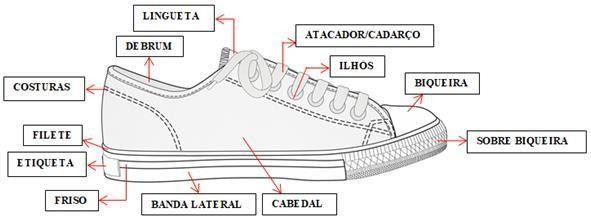 LINGUETA
ATACADOR/CADARÇO
DEBRUM
ILHOS
COSTURAS
BIQUEIRA
FILETE
SOBRE BIQUEIRA
ETIQUETA
FRISO
BANDA LATERAL
CABEDAL